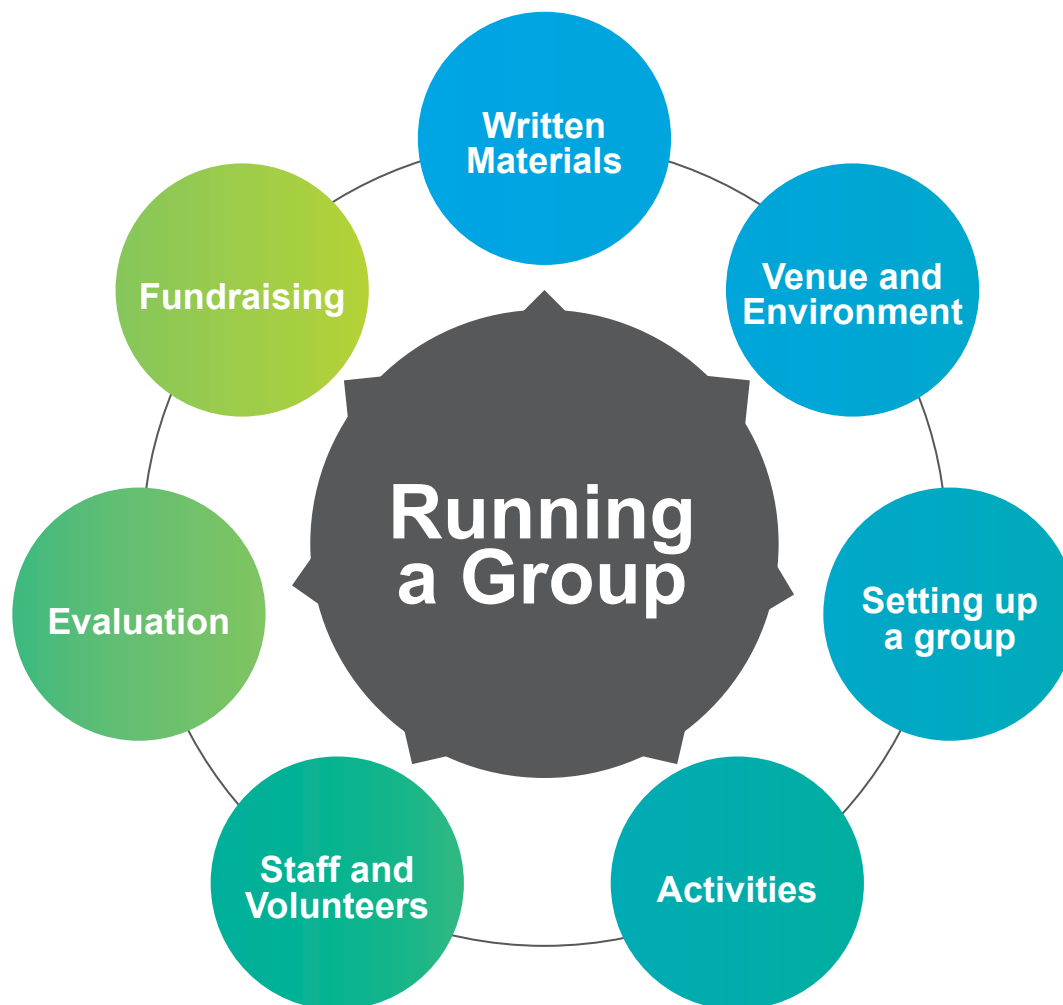 Written
Materials
Venue and
Environment
Setting up
a group
Activities
Staff and
Volunteers
Evaluation
Fundraising
Running
a Group